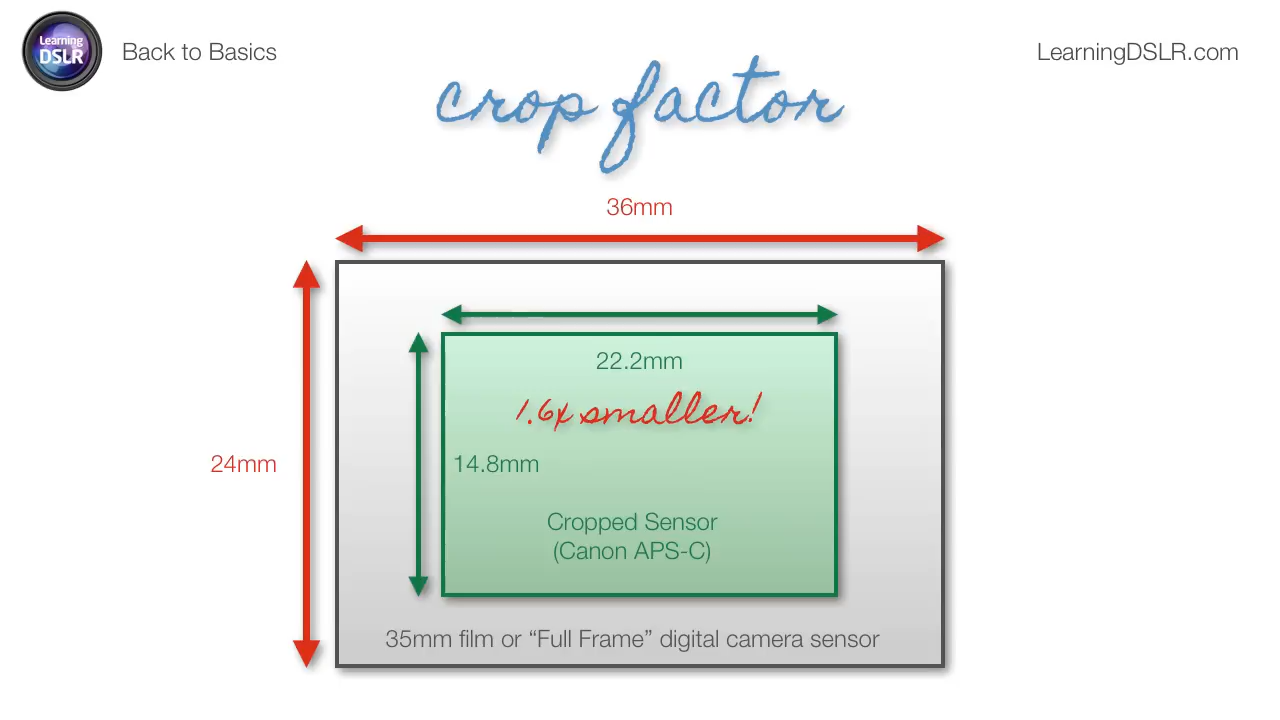 Learning
DSLR
Back to Basics
LearningDSLR.com
crop factor
36mm
22.2mm
1.6x smaller!
24mm
14.8mm
Cropped Sensor
(Canon APS-C)
35mm film or “Full Frame” digital camera sensor